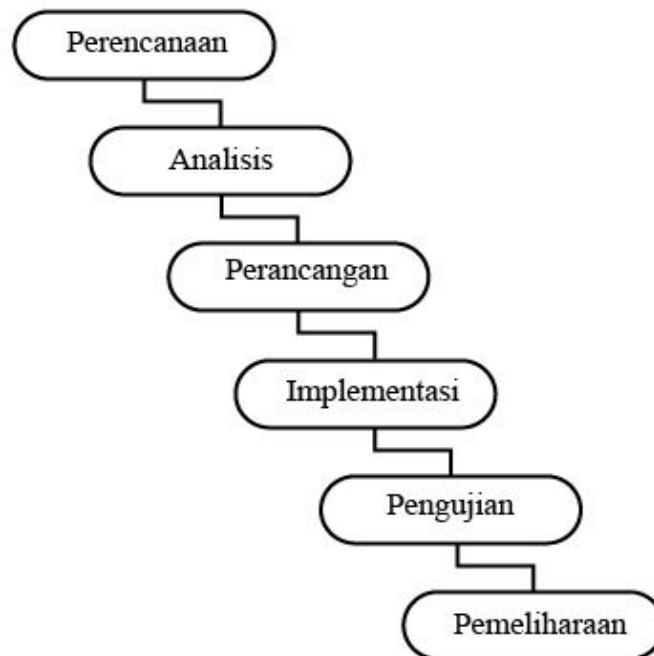 Perencanaan
Analisis
Perancangan
Implementasi
Pengujian
Pemeliharaan